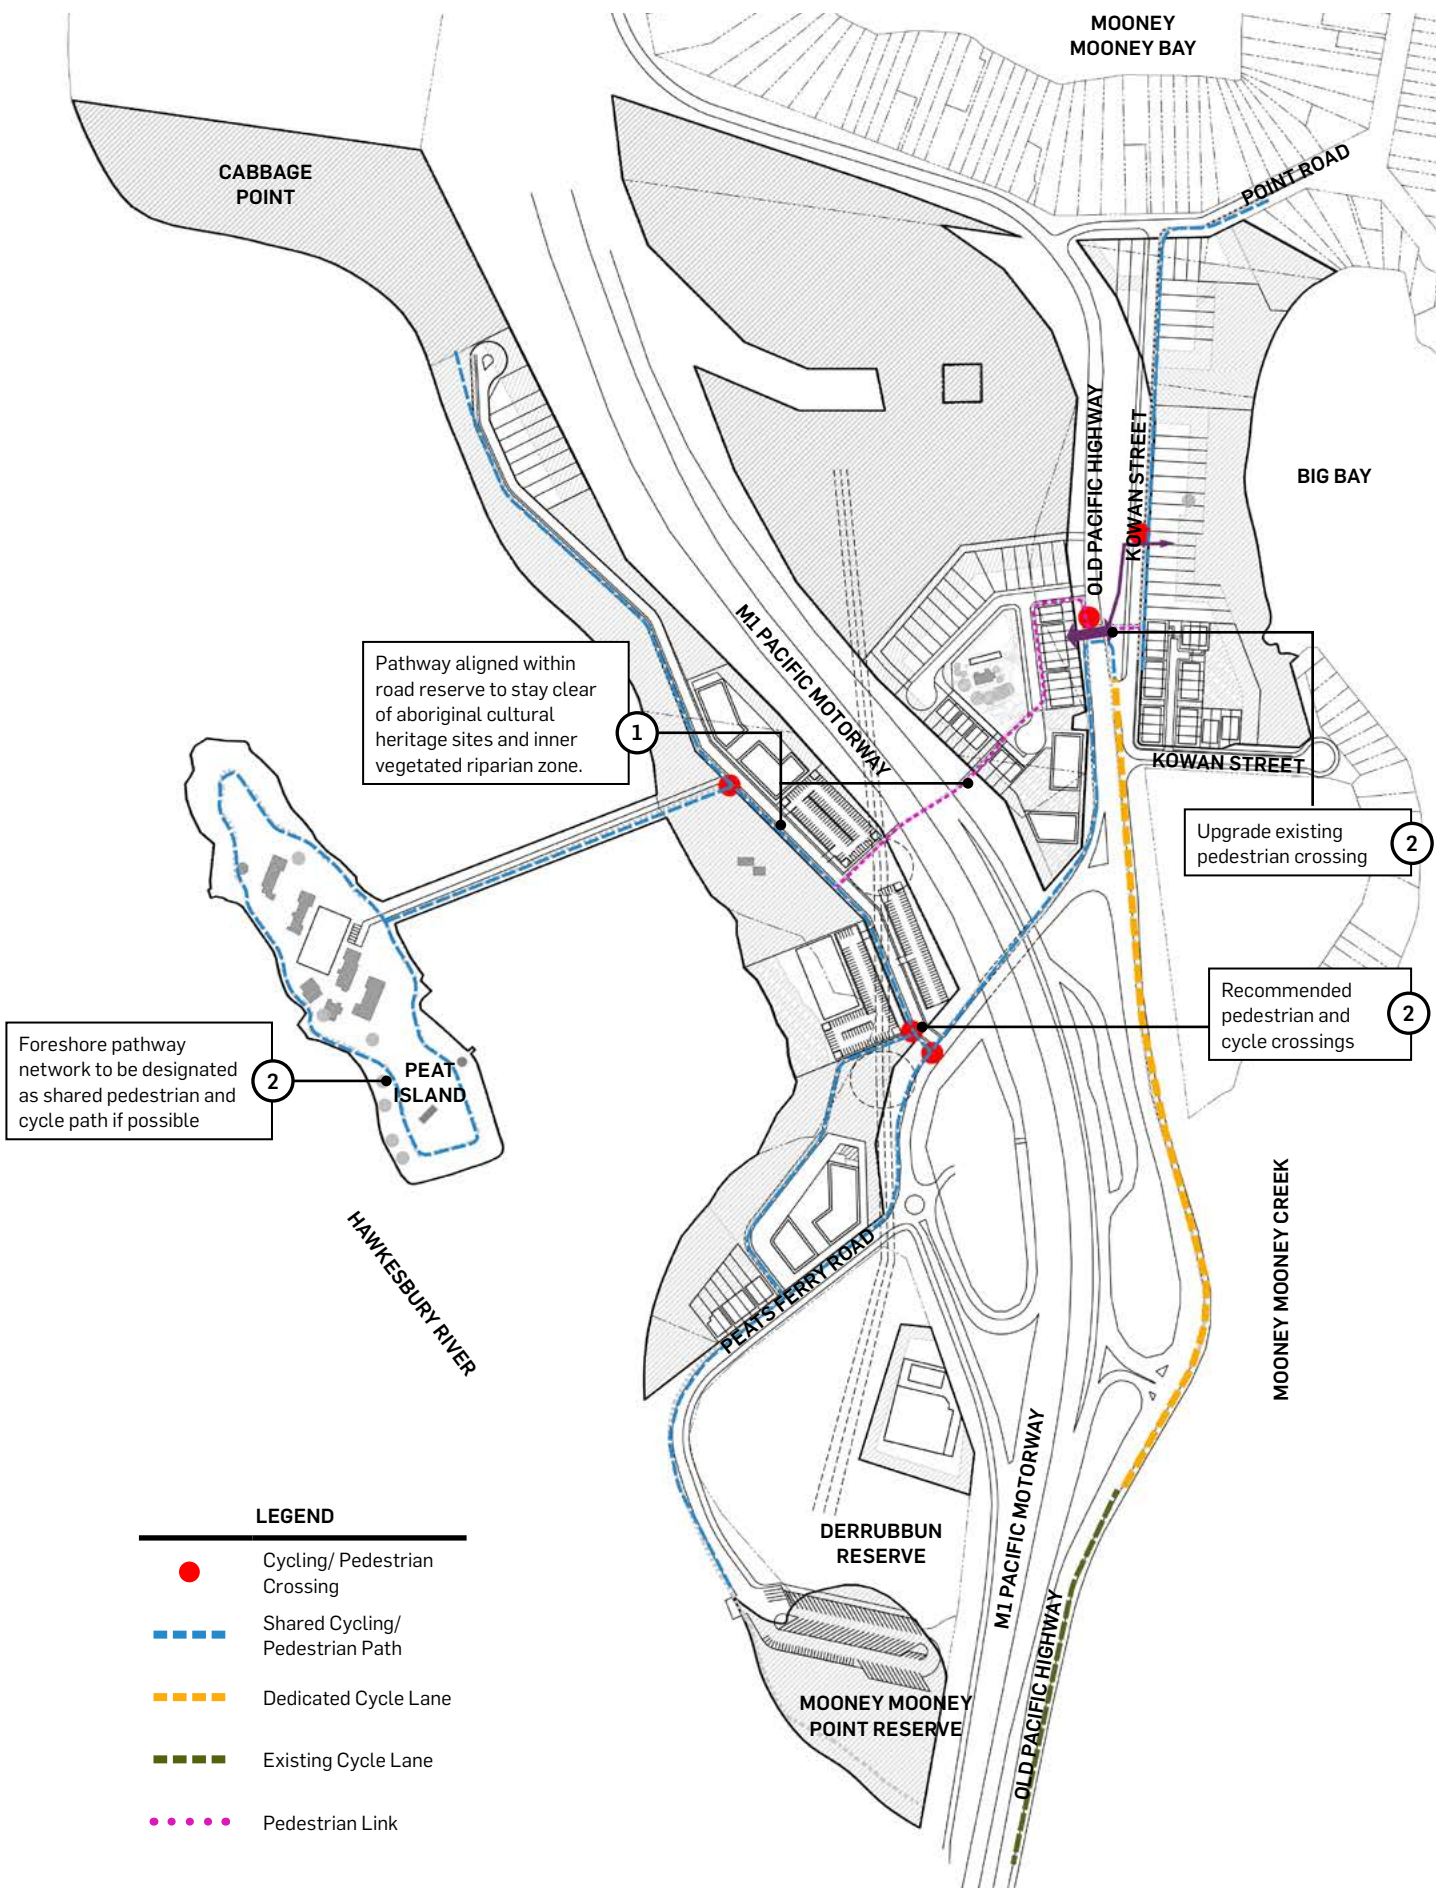 MOONEY
MOONEY BAY
CABBAGE
POINT
POINT ROAD
OLD PACIFIC HIGHWAY
KOWAN STREET
BIG BAY
M1 PACIFIC MOTORWAY
Pathway aligned within
road reserve to stay clear
of aboriginal cultural
heritage sites and inner
vegetated riparian zone.
1
KOWAN STREET
Upgrade existing
pedestrian crossing
2
Recommended
pedestrian and
cycle crossings
2
Foreshore pathway
network to be designated
as shared pedestrian and
cycle path if possible
2
PEAT
ISLAND
HAWKESBURY RIVER
PEATS FERRY ROAD
MOONEY MOONEY CREEK
M1 PACIFIC MOTORWAY
OLD PACIFIC HIGHWAY
DERRUBBUN
RESERVE
MOONEY MOONEY
POINT RESERVE
LEGEND
Cycling/ Pedestrian
Crossing
Shared Cycling/
Pedestrian Path
Dedicated Cycle Lane
Existing Cycle Lane
Pedestrian Link